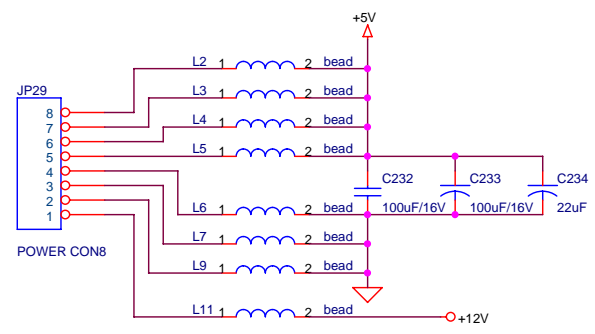 +5V
L2 1 2 bead
JP29
L3 1 2 bead
8
7
L4 1 2 bead
6
L5 1 2 bead
5
4
C232 C233 C234
3
2
L6 1 2 bead 100uF/16V 100uF/16V 22uF
1
L7 1 2 bead
POWER CON8
L9 1 2 bead
L11 1 2 bead +12V